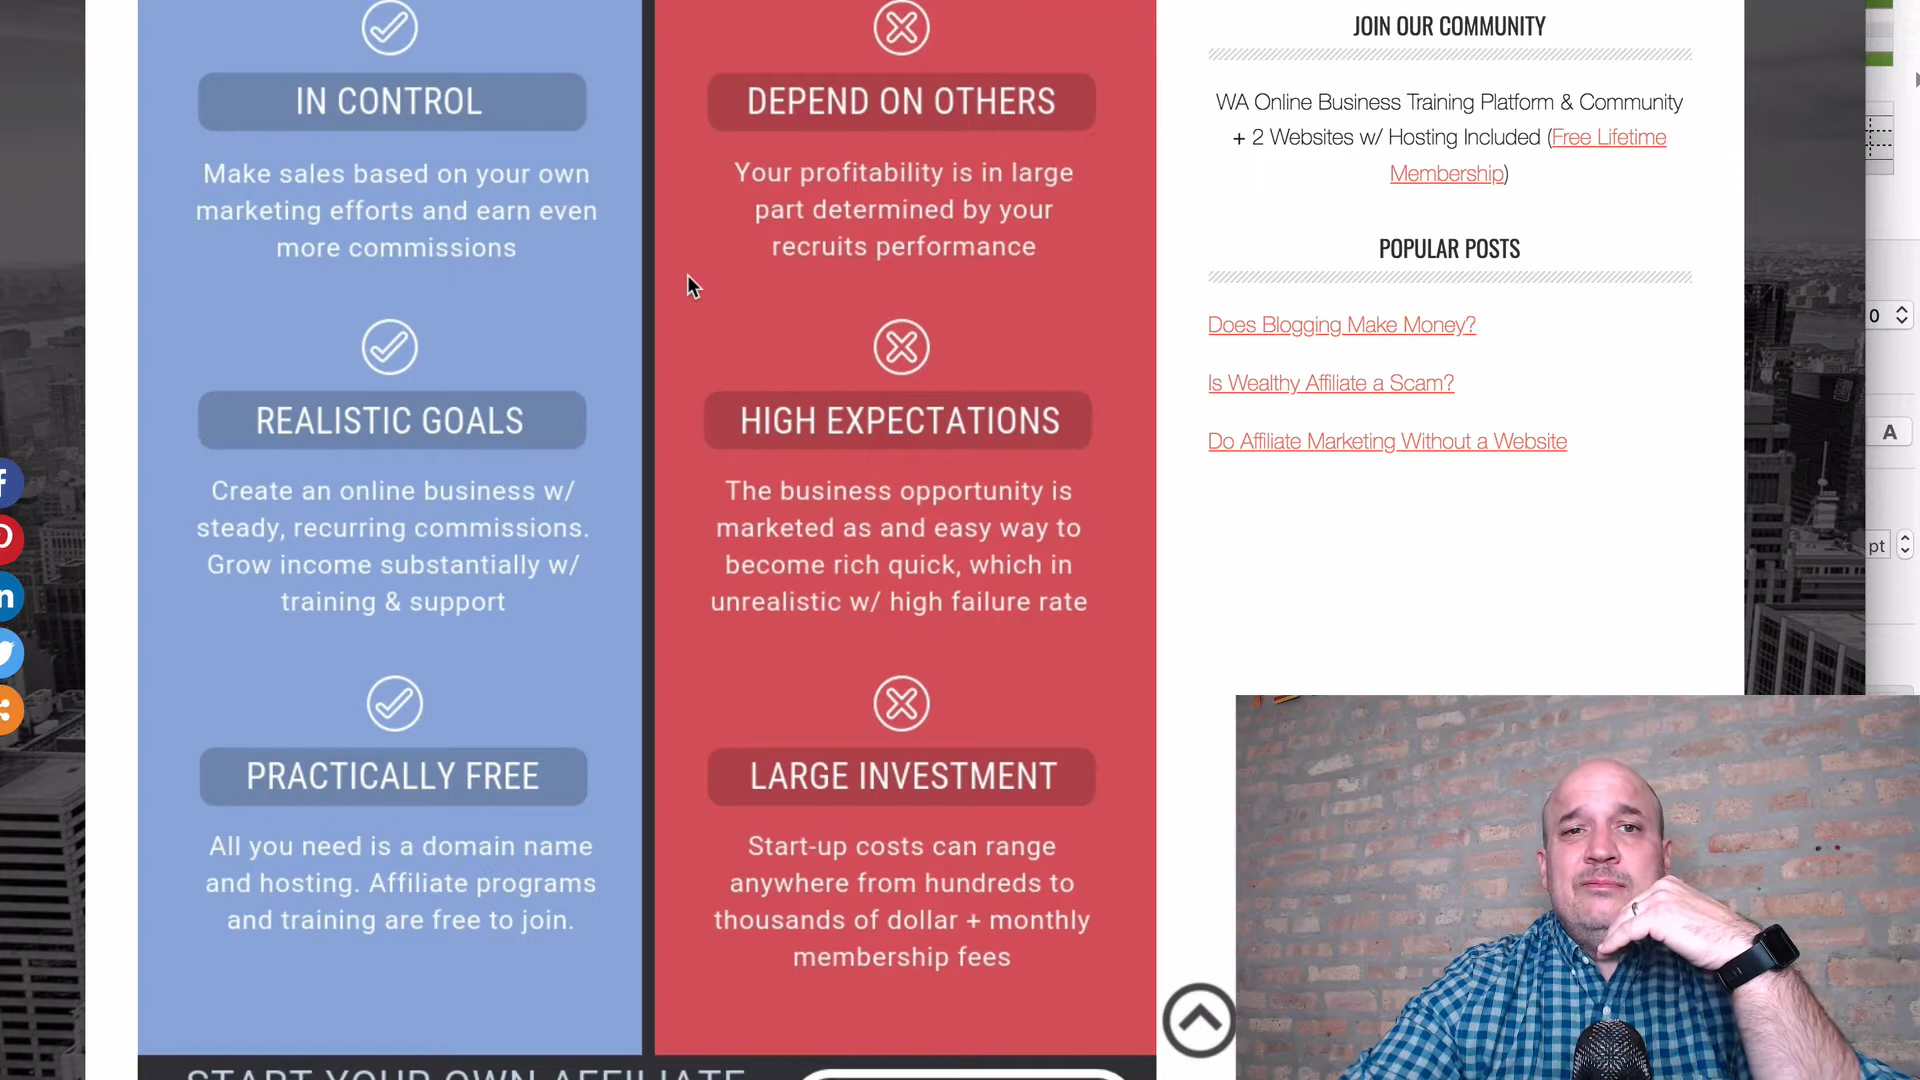 IN CONTROL
Make sales based on your own
marketing efforts and earn even
more commissions
REALISTIC GOALS
Create an online business w/
steady, recurring commissions.
Grow income substantially w/
training & support
PRACTICALLY FREE
All you need is a domain name
and hosting. Affiliate programs
and training are free to join.
DEPEND ON OTHERS
Your profitability is in large
part determined by your
recruits performance
HIGH EXPECTATIONS
The business opportunity is
marketed as and easy way to
become rich quick, which in
unrealistic w/ high failure rate
LARGE INVESTMENT
Start-up costs can range
anywhere from hundreds to
thousands of dollar + monthly
membership fees
START YOUR OWN AFFILIATE
JOIN OUR COMMUNITY
WA Online Business Training Platform & Community
+ 2 Websites w/ Hosting Included (Free Lifetime
Membership)
POPULAR POSTS
Does Blogging Make Money?
Is Wealthy Affiliate a Scam?
Do Affiliate Marketing Without a Website
0
A
pt